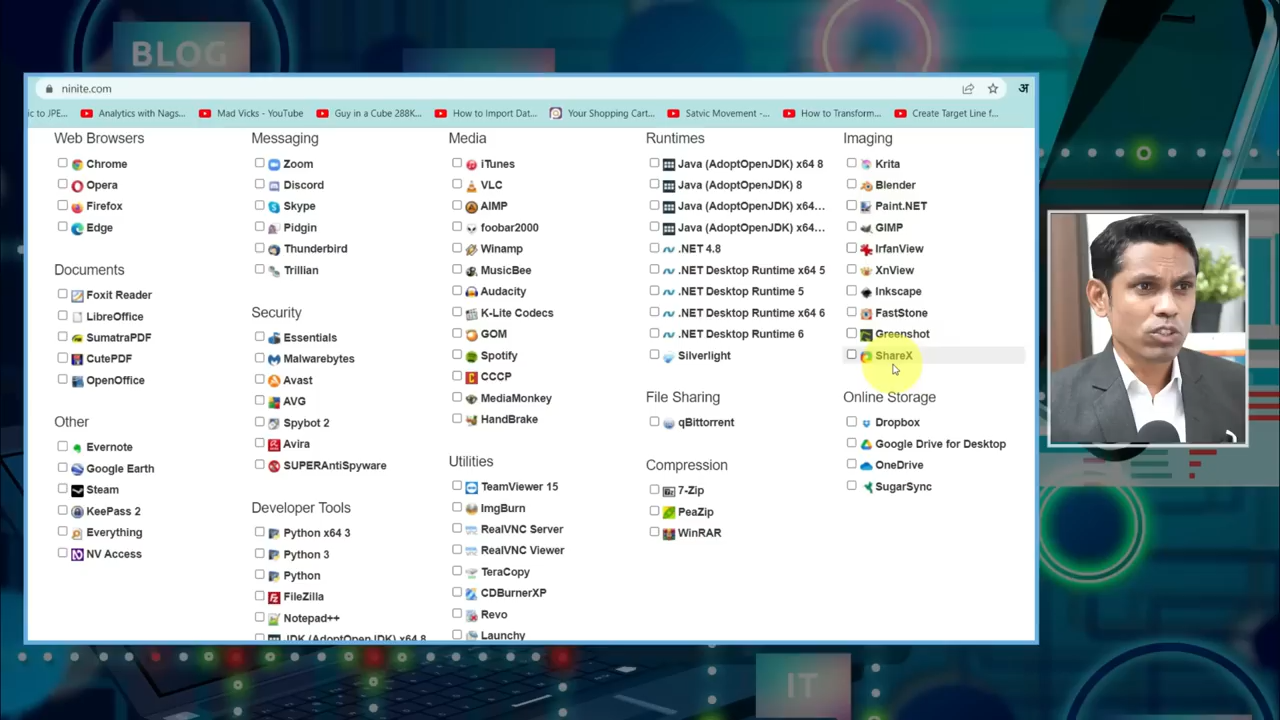 BLOG
ninite.com
अ
ic to JPE...
Analytics with Nags...
Mad Vicks - YouTube
Guy in a Cube 288K...
How to Import Dat...
Your Shopping Cart...
Satvic Movement -...
How to Transform...
Create Target Line f...
Web Browsers
Chrome
Opera
Firefox
Edge
Documents
Foxit Reader
LibreOffice
SumatraPDF
CutePDF
OpenOffice
Other
Evernote
Google Earth
Steam
KeePass 2
Everything
NV Access
Messaging
Zoom
Discord
Skype
Pidgin
Thunderbird
Trillian
Security
Essentials
Malwarebytes
Avast
AVG
Spybot 2
Avira
SUPERAntiSpyware
Developer Tools
Python x64 3
Python 3
Python
FileZilla
Notepad++
JDK (AdoptOpenJDK) x64 8
Media
iTunes
VLC
AIMP
foobar2000
Winamp
MusicBee
Audacity
K-Lite Codecs
GOM
Spotify
CCCP
MediaMonkey
HandBrake
Utilities
TeamViewer 15
ImgBurn
RealVNC Server
RealVNC Viewer
TeraCopy
CDBurnerXP
Revo
Launchy
Runtimes
Java (AdoptOpenJDK) x64 8
Java (AdoptOpenJDK) 8
Java (AdoptOpenJDK) x64...
Java (AdoptOpenJDK) x64...
.NET 4.8
.NET Desktop Runtime x64 5
.NET Desktop Runtime 5
.NET Desktop Runtime x64 6
.NET Desktop Runtime 6
Silverlight
File Sharing
qBittorrent
Compression
7-Zip
PeaZip
WinRAR
Imaging
Krita
Blender
Paint.NET
GIMP
IrfanView
XnView
Inkscape
FastStone
Greenshot
ShareX
Online Storage
Dropbox
Google Drive for Desktop
OneDrive
SugarSync
IT